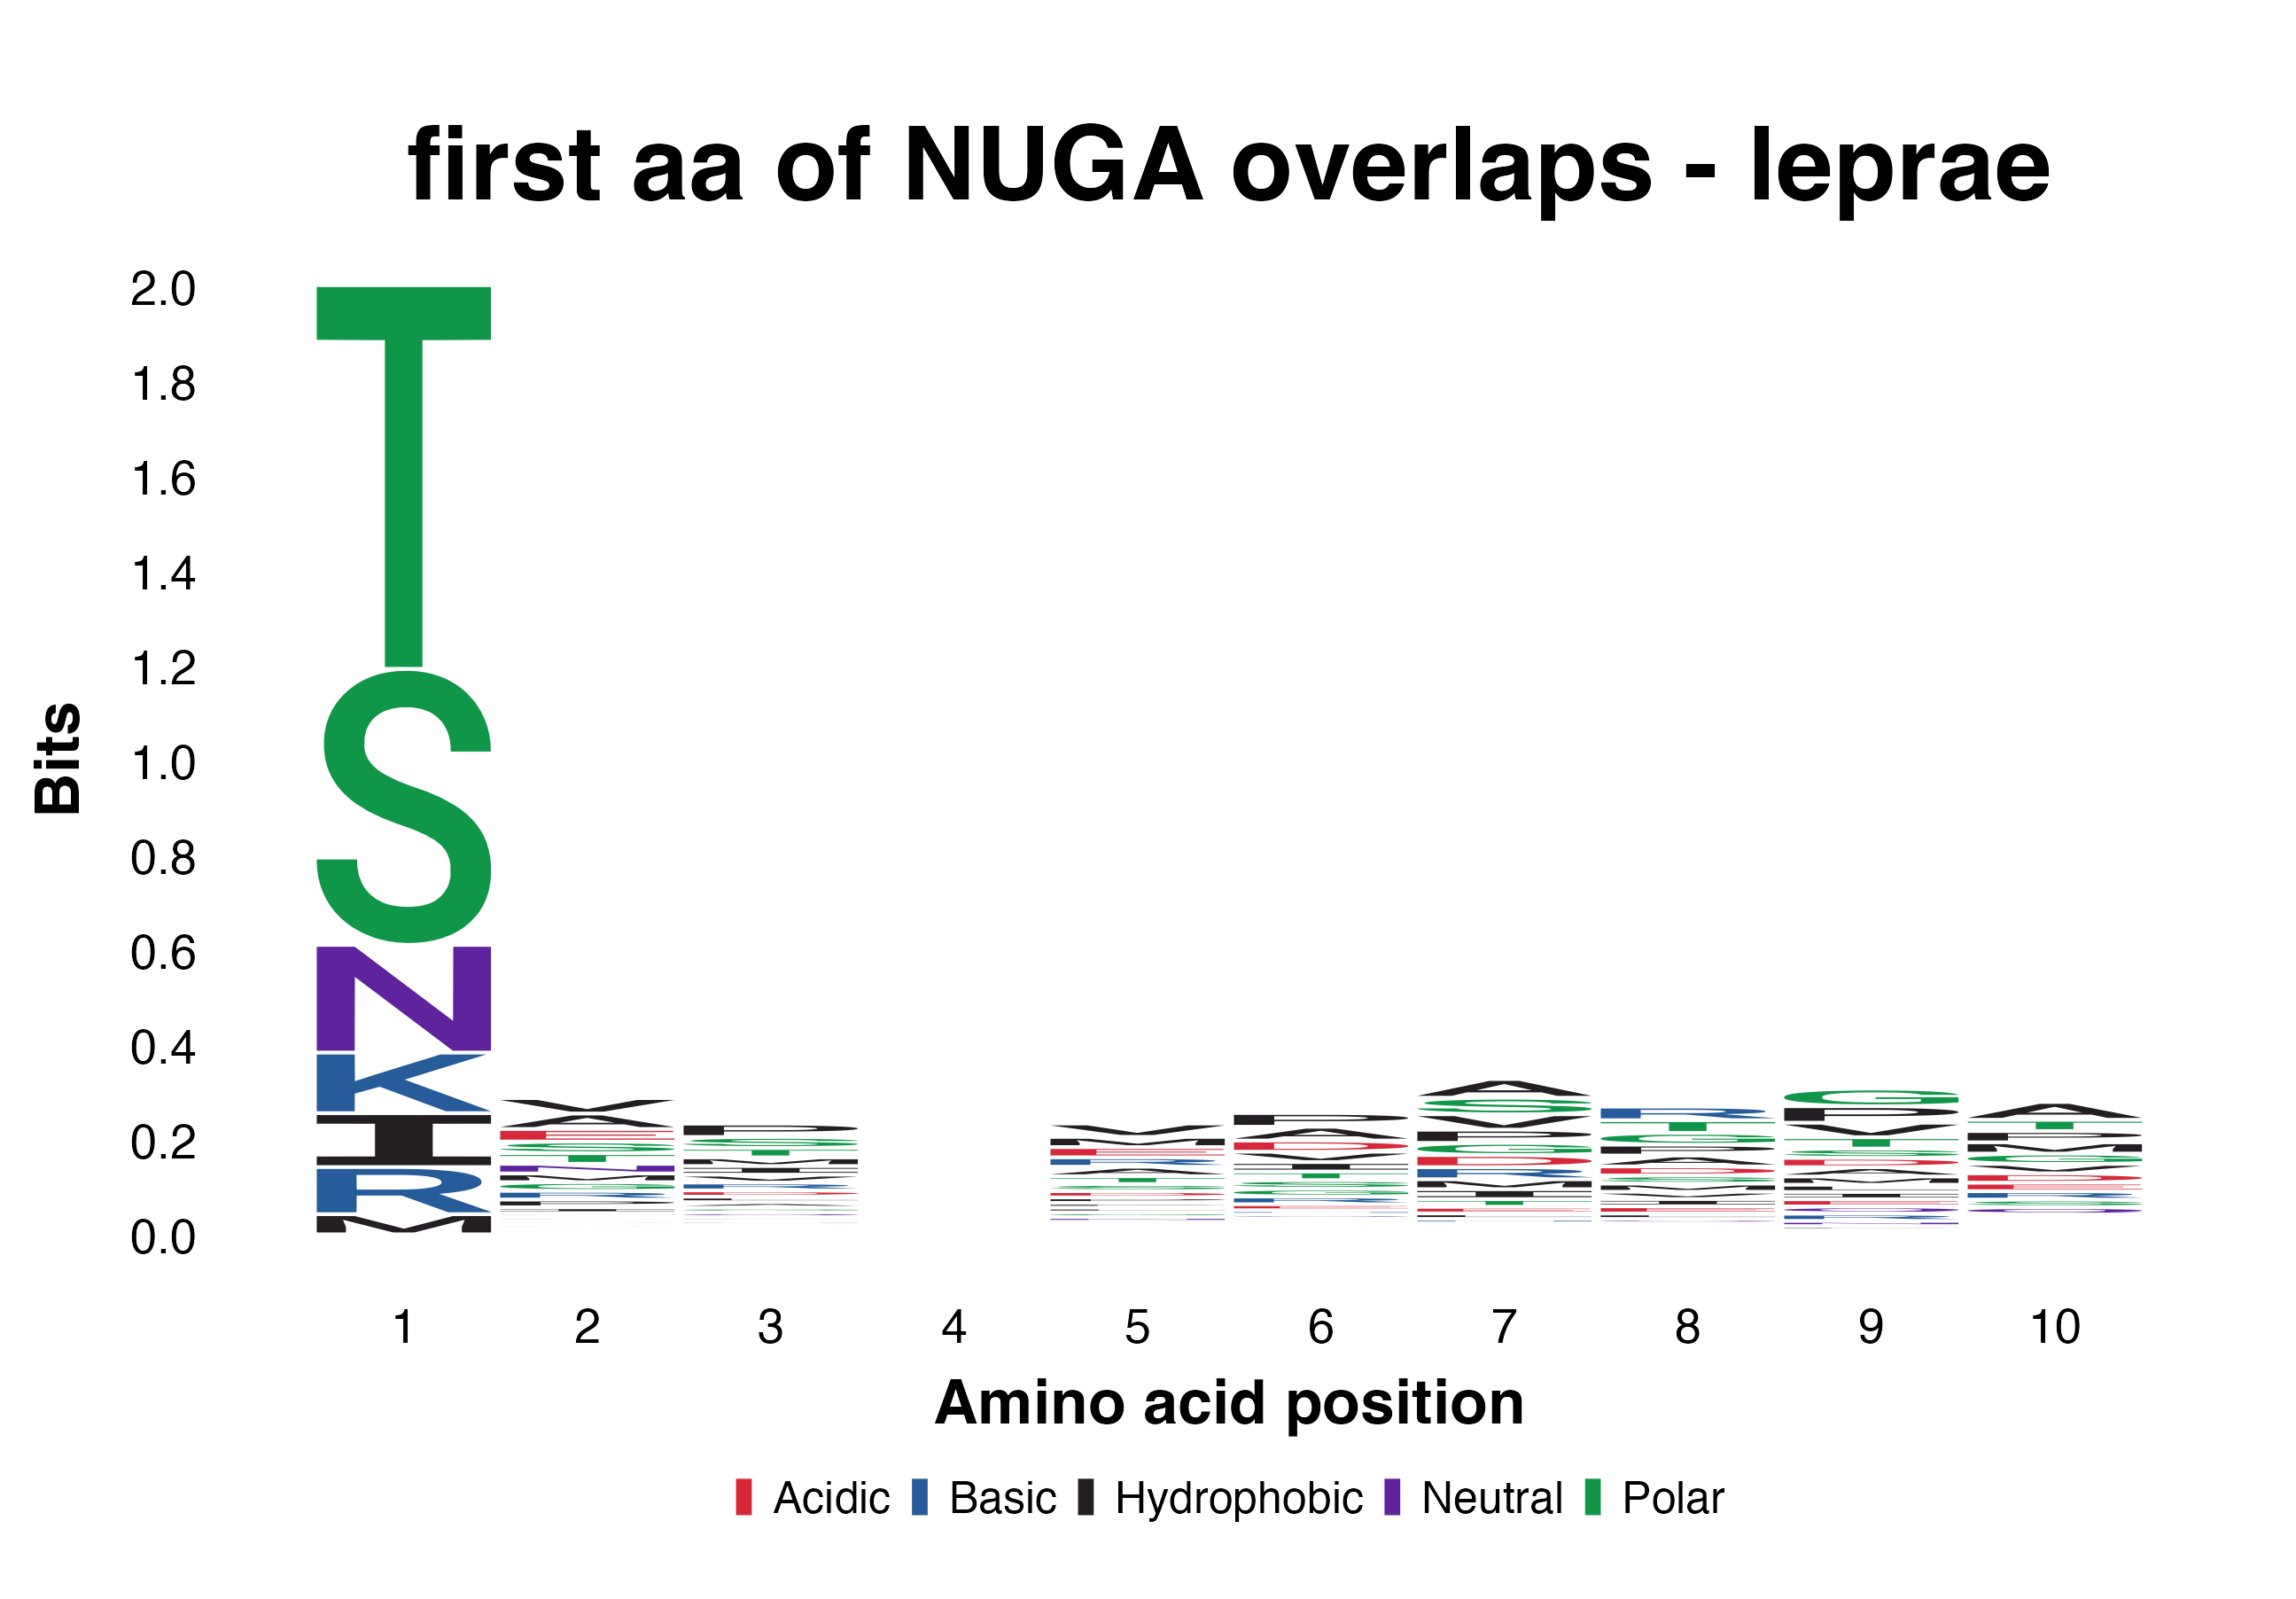 first aa of NUGA overlaps - leprae
2.0
1.8
1.6
1.4
1.2
1.0
0.8
0.6
0.4
0.2
0.0
Bits
T
S
N
K
I
R
M
1 2 3 4 5 6 7 8 9 10
Amino acid position
Acidic Basic Hydrophobic Neutral Polar